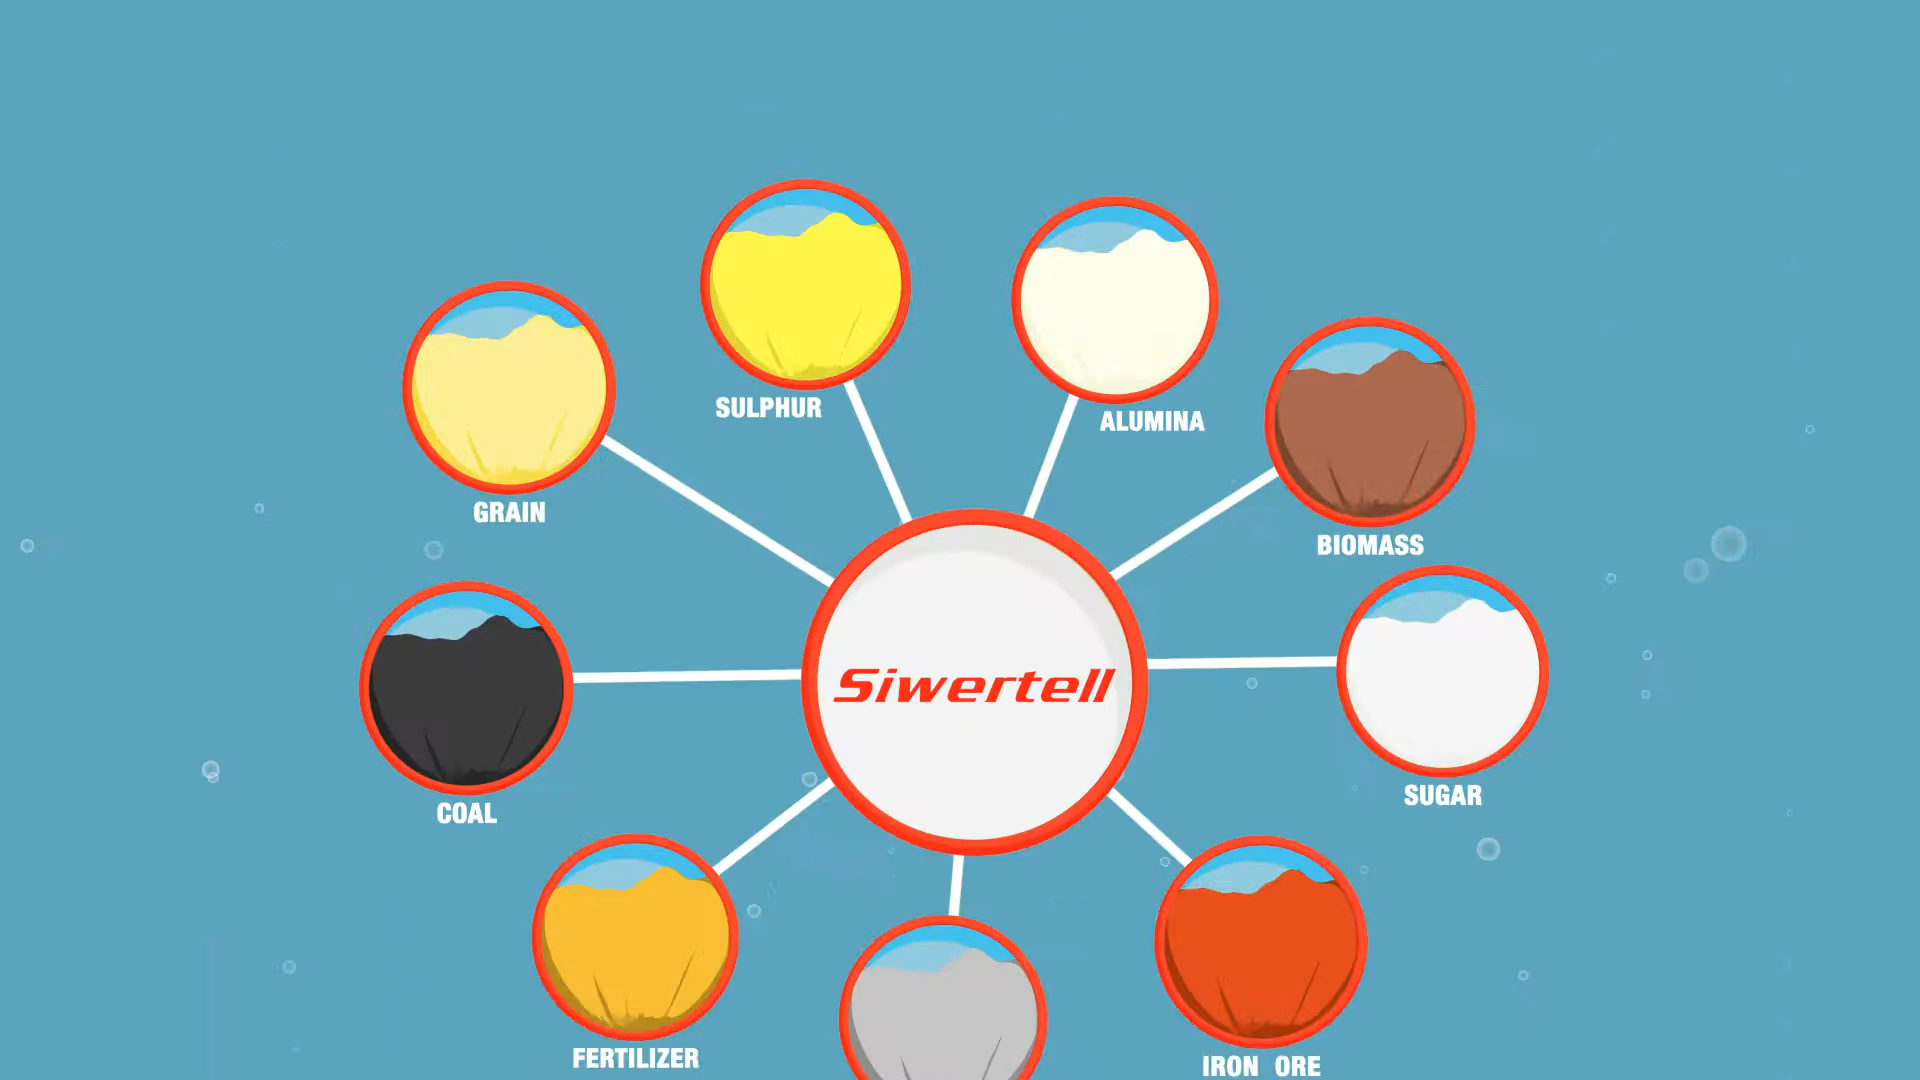 SULPHUR
ALUMINA
GRAIN
BIOMASS
Siwertell
SUGAR
COAL
FERTILIZER
IRON ORE